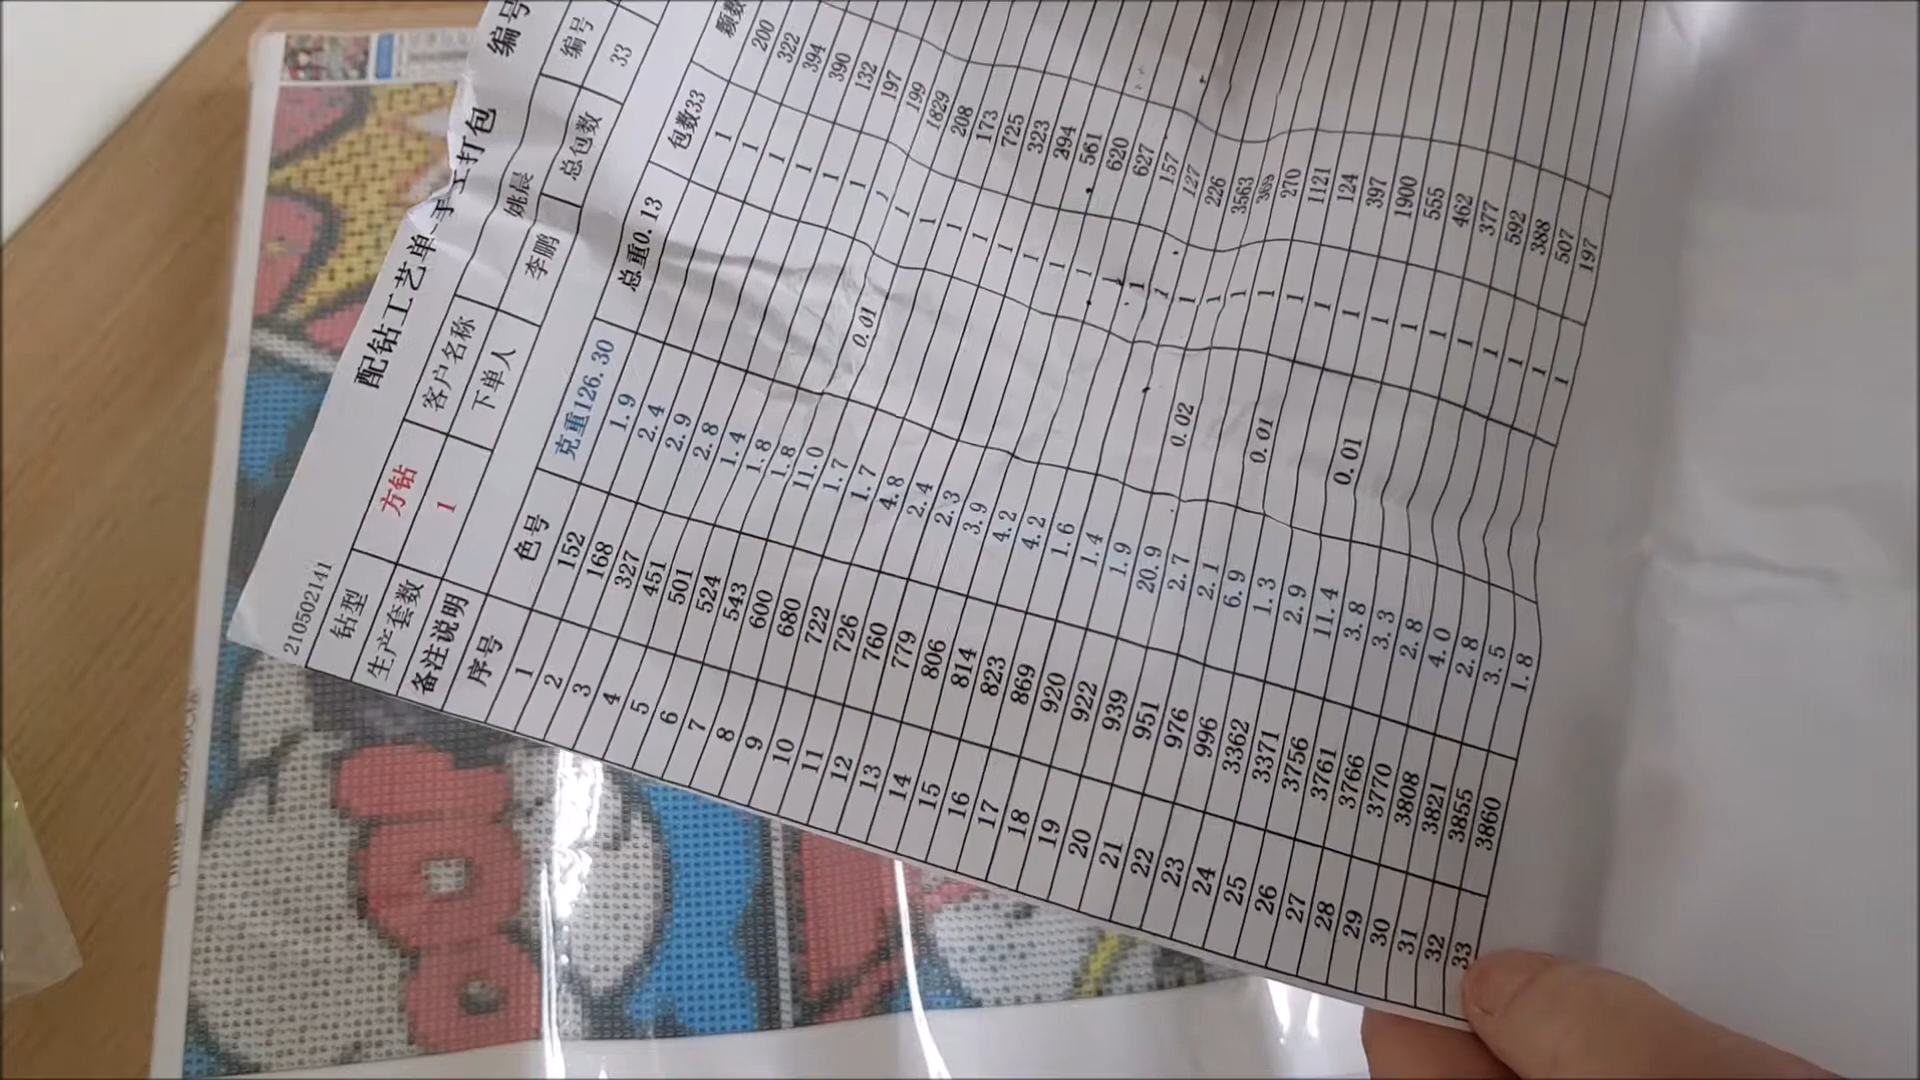 210502141
配钻工艺单-手工打包 编号
钻型 方钻 客户名称 姚晨 编号
生产套数 1 下单人 李鹏 总包数 33
备注说明
序号 色号 克重126.30 总重0.13 包数33 颗数
1 152 1.9 1 200
2 168 2.4 1 322
3 327 2.9 1 394
4 451 2.8 1 390
5 501 1.4 1 132
6 524 1.8 1 197
7 543 1.8 1 199
8 600 11.0 0.01 1 1829
9 680 1.7 1 208
10 722 1.7 1 173
11 726 4.8 1 725
12 760 2.4 1 323
13 779 2.3 1 294
14 806 3.9 1 561
15 814 4.2 1 620
16 823 4.2 1 627
17 869 1.6 1 157
18 920 1.4 1 127
19 922 1.9 1 226
20 939 20.9 0.02 1 3563
21 951 2.7 1
22 976 2.1 1 270
23 996 6.9 0.01 1 1121
24 3362 1.3 1 124
25 3371 2.9 1 397
26 3756 11.4 0.01 1 1900
27 3761 3.8 1 555
28 3766 3.3 1 462
29 3770 2.8 1 377
30 3808 4.0 1 592
31 3821 2.8 1 388
32 3855 3.5 1 507
33 3860 1.8 1 197